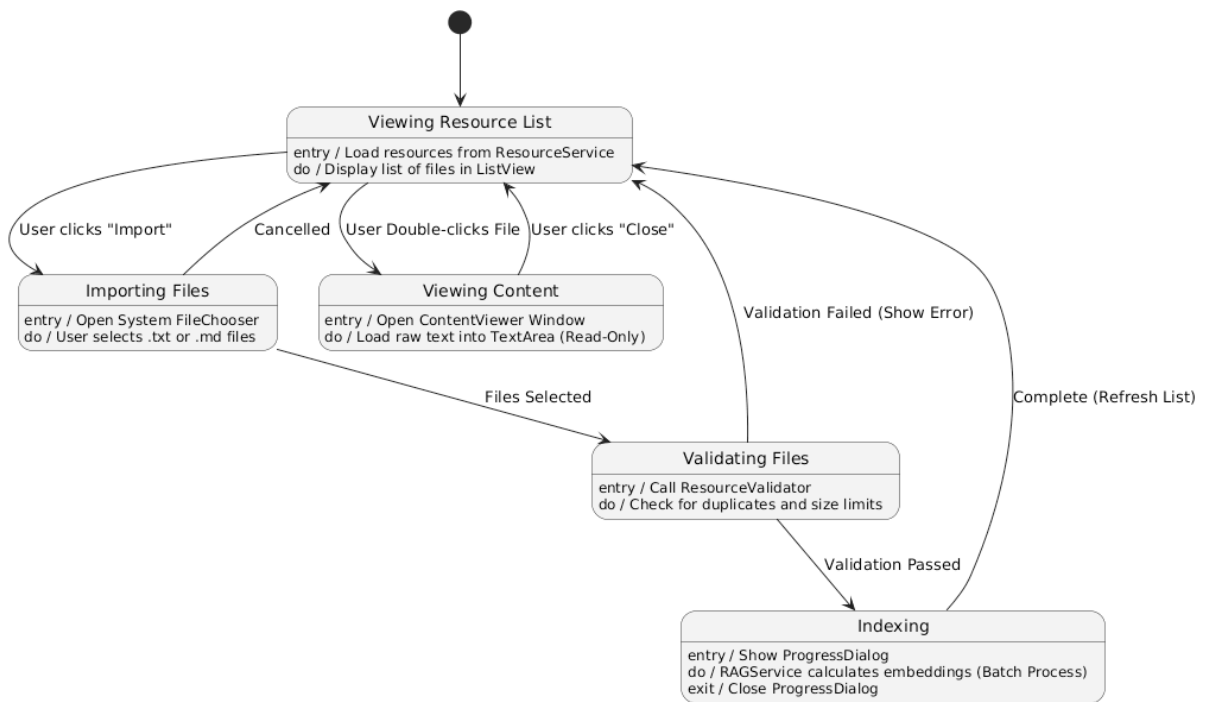 Viewing Resource List
entry / Load resources from ResourceService
do / Display list of files in ListView
User clicks "Import"
Cancelled
User Double-clicks File
User clicks "Close"
Importing Files
entry / Open System FileChooser
do / User selects .txt or .md files
Viewing Content
entry / Open ContentViewer Window
do / Load raw text into TextArea (Read-Only)
Validation Failed (Show Error)
Files Selected
Complete (Refresh List)
Validating Files
entry / Call ResourceValidator
do / Check for duplicates and size limits
Validation Passed
Indexing
entry / Show ProgressDialog
do / RAGService calculates embeddings (Batch Process)
exit / Close ProgressDialog